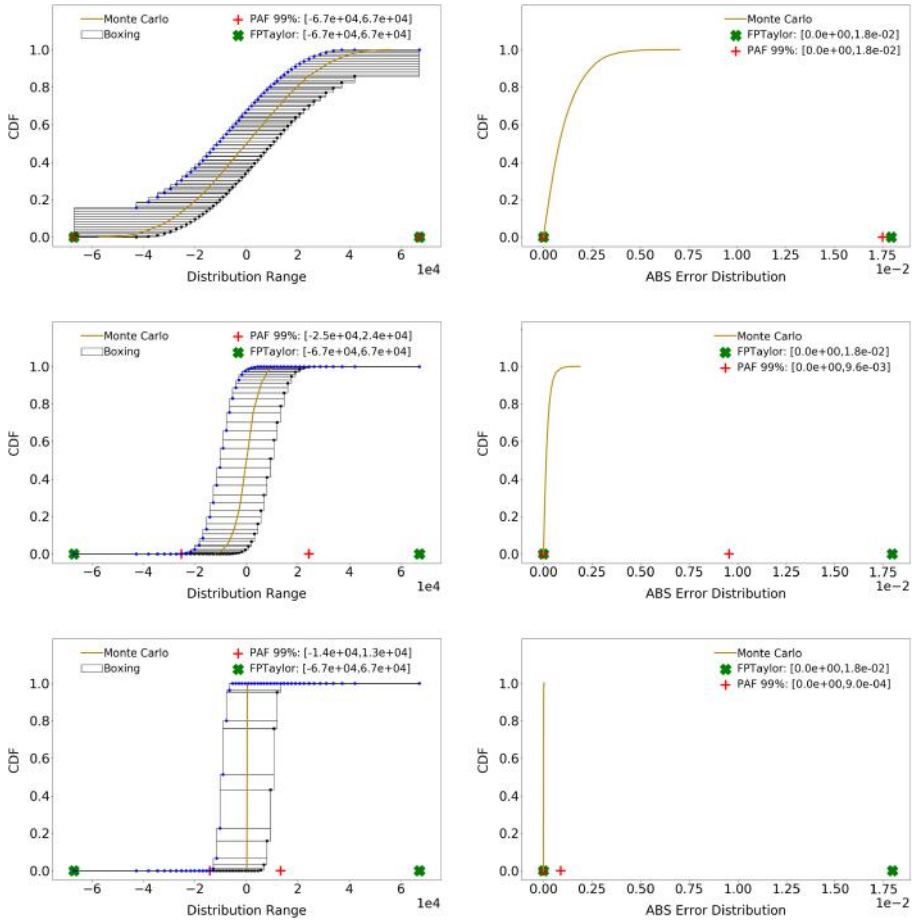 Monte Carlo
Boxing
PAF 99%: [-6.7e+04,6.7e+04]
FPTaylor: [-6.7e+04,6.7e+04]
CDF
1.0
0.8
0.6
0.4
0.2
0.0
−6 −4 −2 0 2 4 6
1e4
Distribution Range
Monte Carlo
FPTaylor: [0.0e+00,1.8e-02]
PAF 99%: [0.0e+00,1.8e-02]
CDF
1.0
0.8
0.6
0.4
0.2
0.0
0.00 0.25 0.50 0.75 1.00 1.25 1.50 1.75
1e−2
ABS Error Distribution
Monte Carlo
Boxing
PAF 99%: [-2.5e+04,2.4e+04]
FPTaylor: [-6.7e+04,6.7e+04]
CDF
1.0
0.8
0.6
0.4
0.2
0.0
−6 −4 −2 0 2 4 6
1e4
Distribution Range
Monte Carlo
FPTaylor: [0.0e+00,1.8e-02]
PAF 99%: [0.0e+00,9.6e-03]
CDF
1.0
0.8
0.6
0.4
0.2
0.0
0.00 0.25 0.50 0.75 1.00 1.25 1.50 1.75
1e−2
ABS Error Distribution
Monte Carlo
Boxing
PAF 99%: [-1.4e+04,1.3e+04]
FPTaylor: [-6.7e+04,6.7e+04]
CDF
1.0
0.8
0.6
0.4
0.2
0.0
−6 −4 −2 0 2 4 6
1e4
Distribution Range
Monte Carlo
FPTaylor: [0.0e+00,1.8e-02]
PAF 99%: [0.0e+00,9.0e-04]
CDF
1.0
0.8
0.6
0.4
0.2
0.0
0.00 0.25 0.50 0.75 1.00 1.25 1.50 1.75
1e−2
ABS Error Distribution